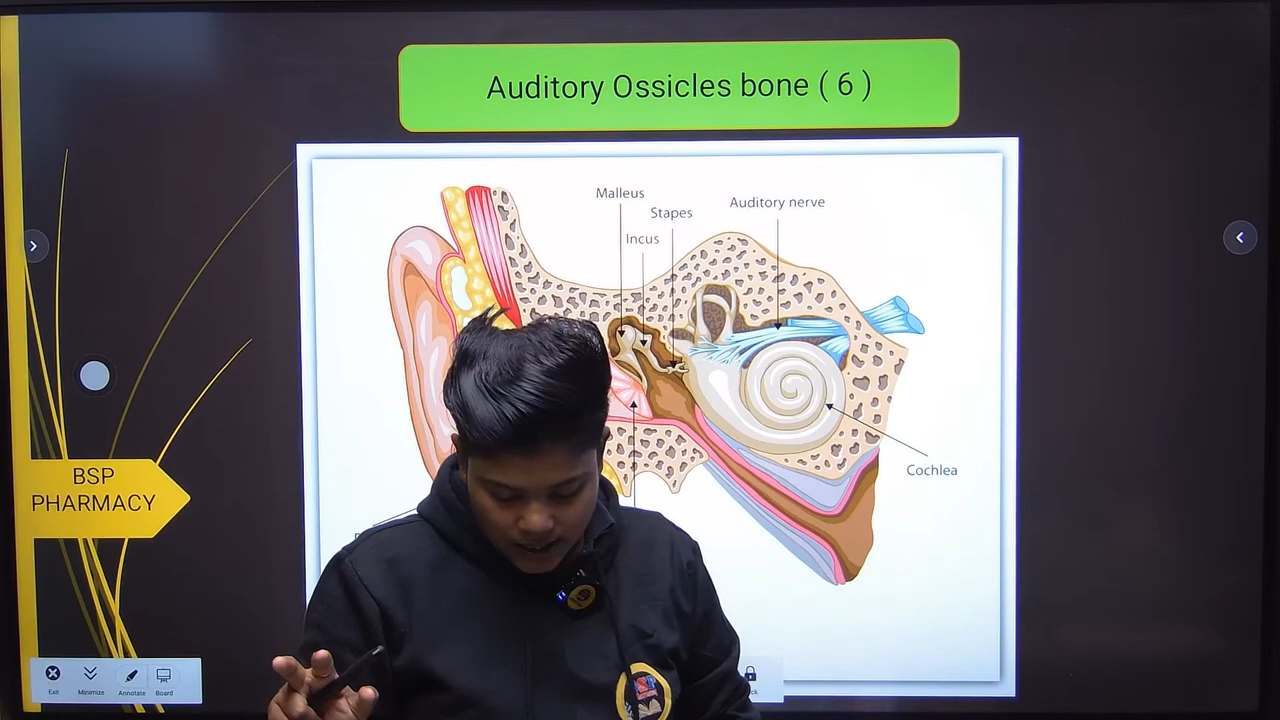 Auditory Ossicles bone ( 6 )
Malleus
Stapes
Auditory nerve
Incus
Cochlea
BSP
PHARMACY
Exit
Minimize
Annotate
Board